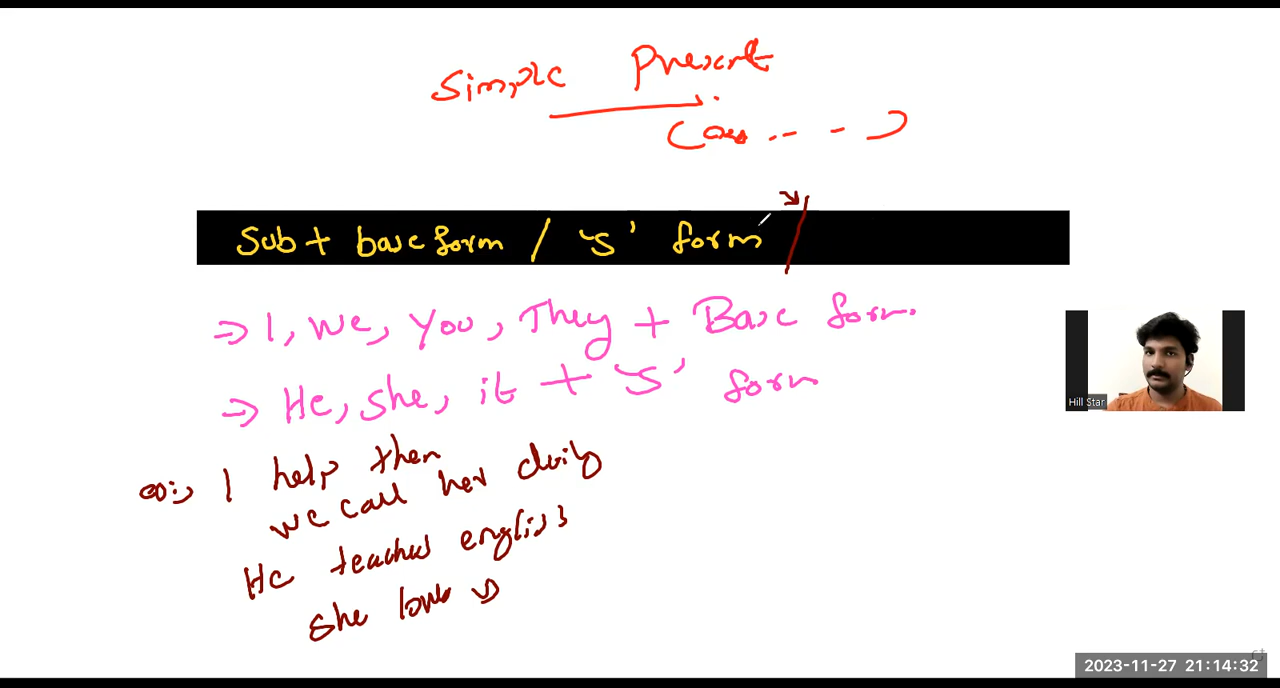 Simple Present
Sub + base form / 's' form
⇒ I, We, You, They + Base form.
⇒ He, she, it + 's' form
I help them
we call her daily
He teaches english
she loves
Hill Star
2023-11-27 21:14:32